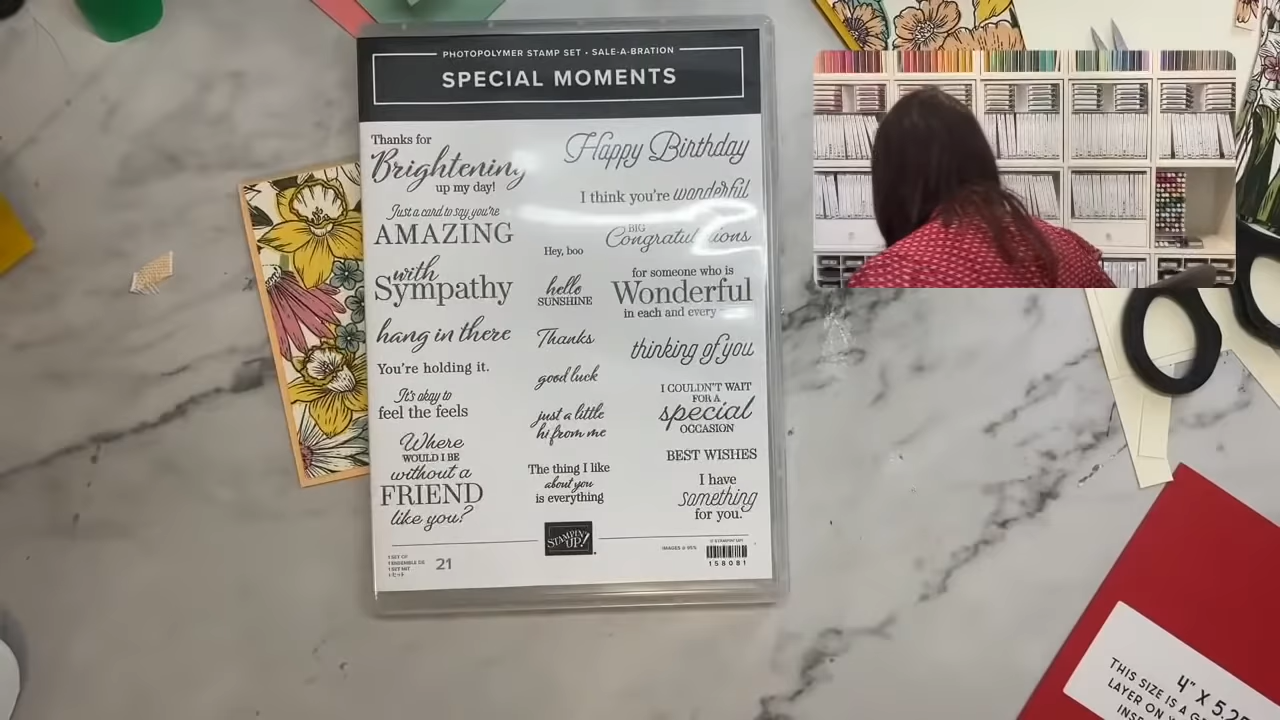 PHOTOPOLYMER STAMP SET • SALE-A-BRATION
SPECIAL MOMENTS
Thanks for
Brightening
up my day!
Just a card to say you're
AMAZING
with
Sympathy
hang in there
You're holding it.
It's okay to
feel the feels
Where
WOULD I BE
without a
FRIEND
like you?
Hey, boo
hello
SUNSHINE
Thanks
good luck
just a little
hi from me
The thing I like
about you
is everything
Happy Birthday
I think you're wonderful
BIG
Congratulations
for someone who is
Wonderful
in each and every
thinking of you
I COULDN'T WAIT
FOR A
special
OCCASION
BEST WISHES
I have
something
for you.
STAMPIN' UP!
21
158081
4" X 5.25
THIS SIZE IS A
LAYER ON